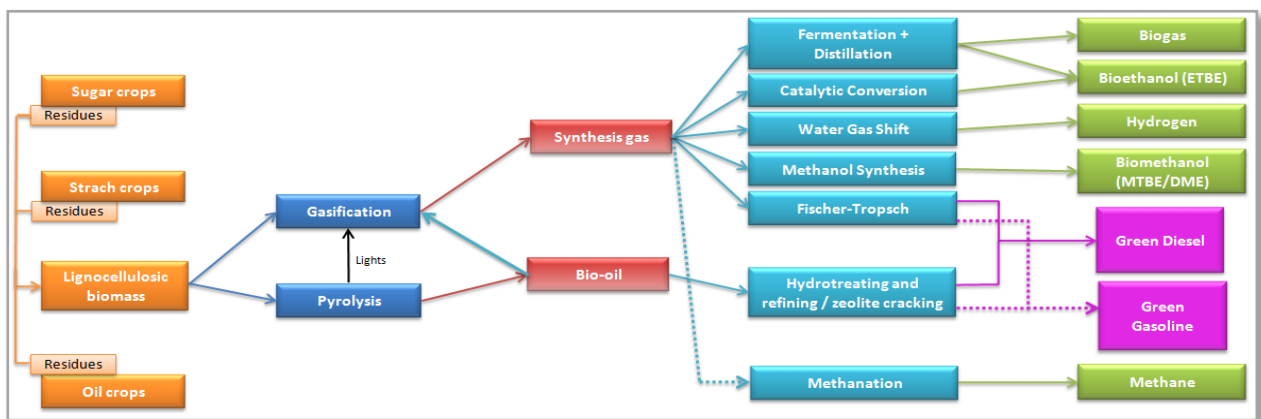 Sugar crops
Residues
Strach crops
Residues
Lignocellulosic
biomass
Residues
Oil crops
Gasification
Lights
Pyrolysis
Synthesis gas
Bio-oil
Fermentation +
Distillation
Catalytic Conversion
Water Gas Shift
Methanol Synthesis
Fischer-Tropsch
Hydrotreating and
refining / zeolite cracking
Methanation
Biogas
Bioethanol (ETBE)
Hydrogen
Biomethanol
(MTBE/DME)
Green Diesel
Green
Gasoline
Methane